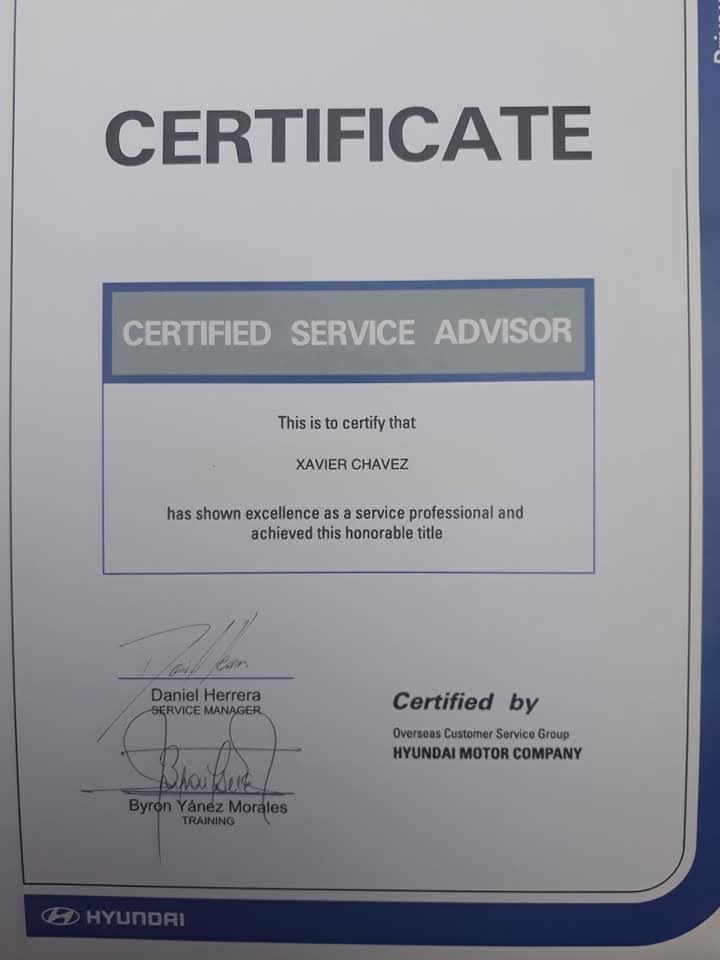 CERTIFICATE
CERTIFIED SERVICE ADVISOR
This is to certify that
XAVIER CHAVEZ
has shown excellence as a service professional and
achieved this honorable title
Daniel Herrera
SERVICE MANAGER
Byron Yánez Morales
TRAINING
Certified by
Overseas Customer Service Group
HYUNDAI MOTOR COMPANY
HYUNDAI